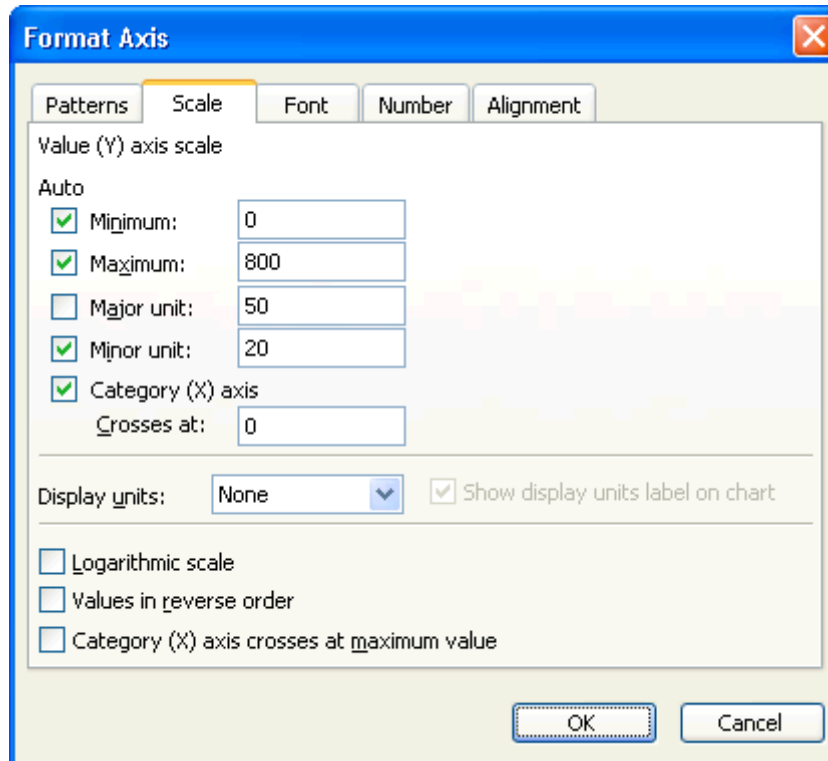 Format Axis
Patterns Scale Font Number Alignment
Value (Y) axis scale
Auto
Minimum: 0
Maximum: 800
Major unit: 50
Minor unit: 20
Category (X) axis
Crosses at: 0
Display units: None Show display units label on chart
Logarithmic scale
Values in reverse order
Category (X) axis crosses at maximum value
OK Cancel